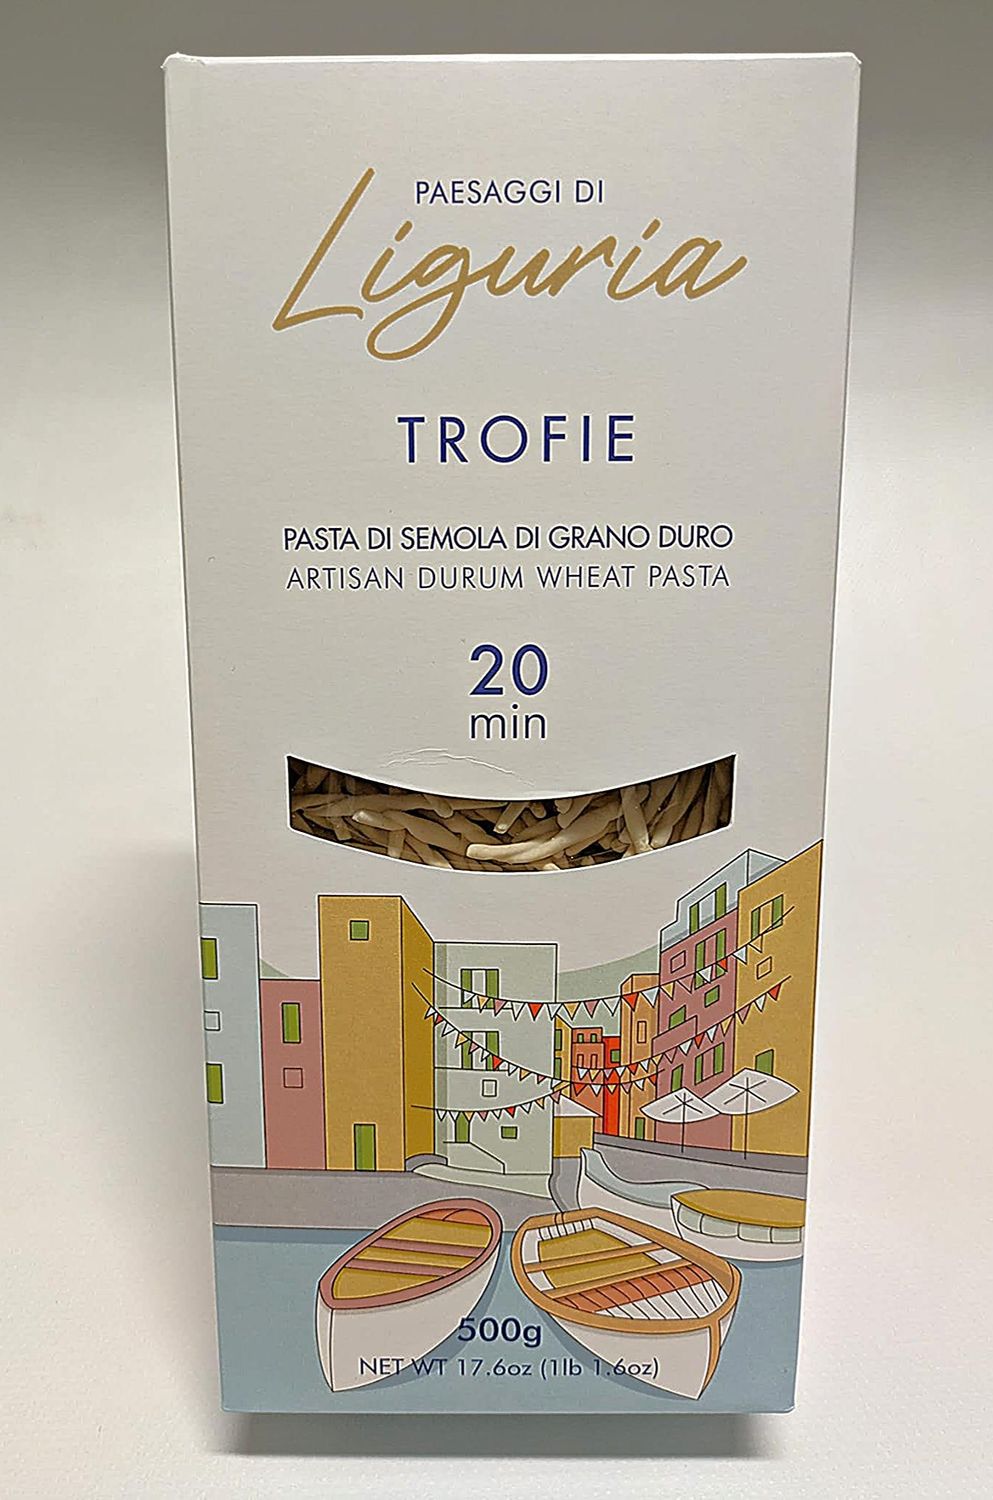 PAESAGGI DI
Liguria
TROFIE
PASTA DI SEMOLA DI GRANO DURO
ARTISAN DURUM WHEAT PASTA
20
min
500g
NET WT 17.6oz (1lb 1.6oz)